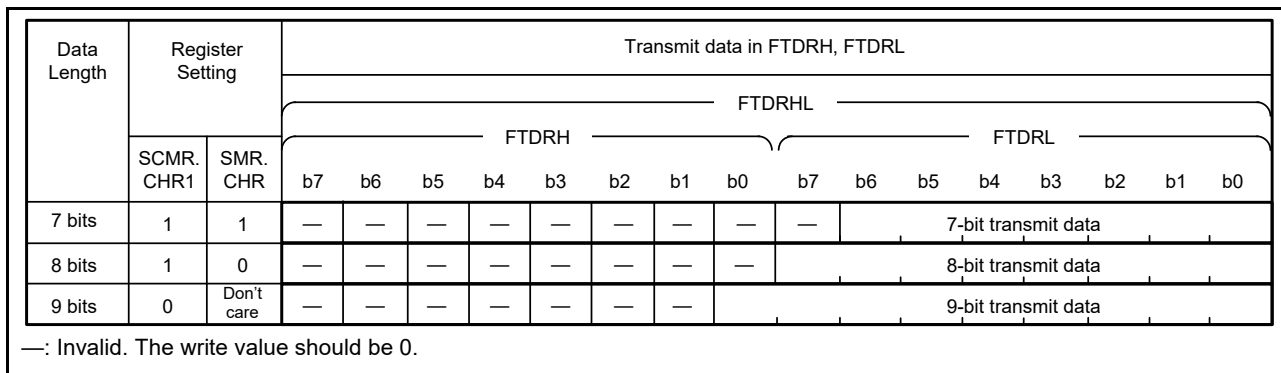 Data Length Register Setting Transmit data in FTDRH, FTDRL
FTDRHL
FTDRH FTDRL
SCMR. CHR1 SMR. CHR b7 b6 b5 b4 b3 b2 b1 b0 b7 b6 b5 b4 b3 b2 b1 b0
7 bits 1 1 — — — — — — — — — 7-bit transmit data
8 bits 1 0 — — — — — — — — 8-bit transmit data
9 bits 0 Don't care — — — — — — — 9-bit transmit data
—: Invalid. The write value should be 0.